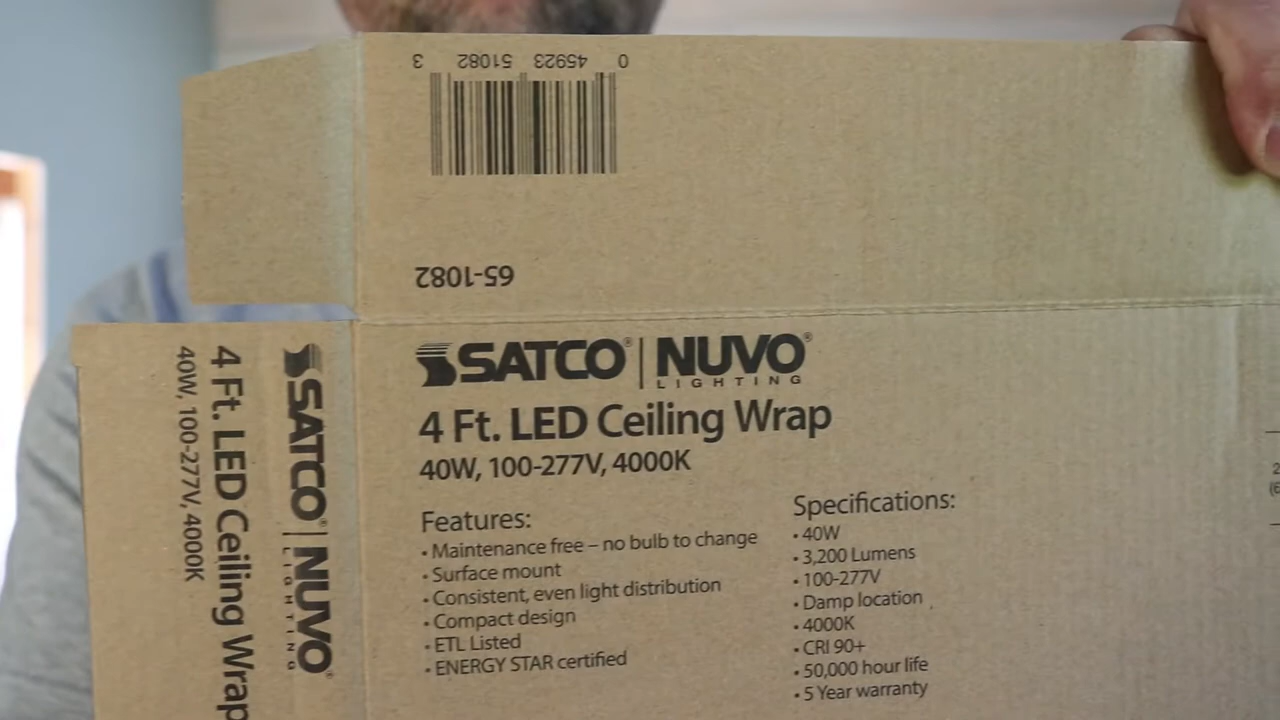 0 45923 51082 3
65-1082
SATCO® | NUVO®
LIGHTING
4 Ft. LED Ceiling Wrap
40W, 100-277V, 4000K
Features:
• Maintenance free – no bulb to change
• Surface mount
• Consistent, even light distribution
• Compact design
• ETL Listed
• ENERGY STAR certified
Specifications:
• 40W
• 3,200 Lumens
• 100-277V
• Damp location
• 4000K
• CRI 90+
• 50,000 hour life
• 5 Year warranty
SATCO® | NUVO®
LIGHTING
4 Ft. LED Ceiling Wrap
40W, 100-277V, 4000K